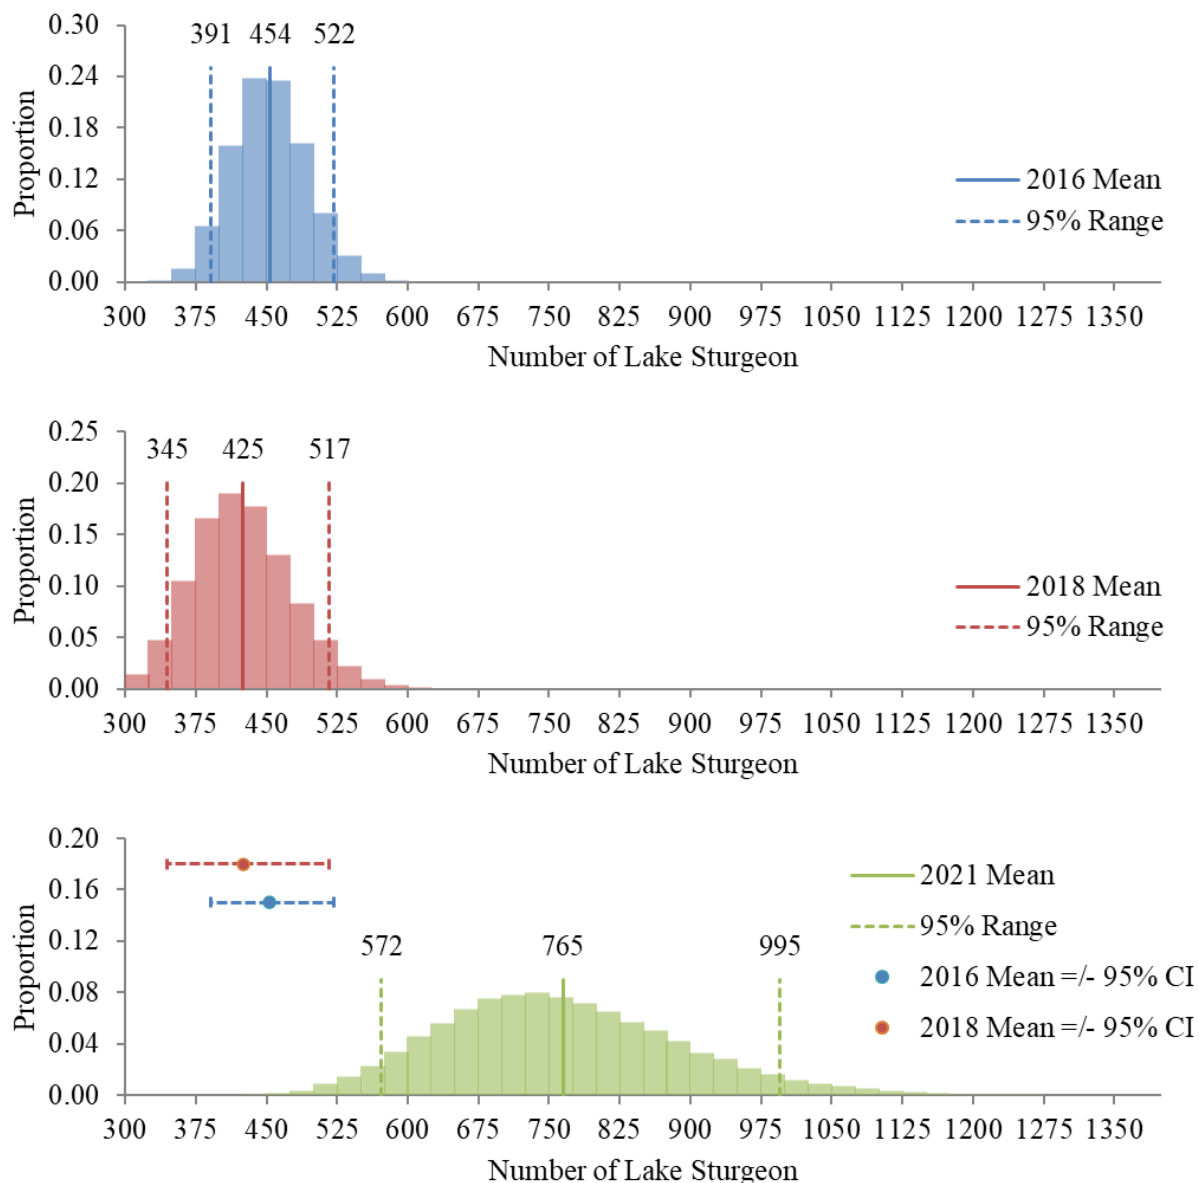 391 454 522
0.30
0.24
0.18
0.12
0.06
0.00
Proportion
2016 Mean
95% Range
300 375 450 525 600 675 750 825 900 975 1050 1125 1200 1275 1350
Number of Lake Sturgeon
345 425 517
0.25
0.20
0.15
0.10
0.05
0.00
Proportion
2018 Mean
95% Range
300 375 450 525 600 675 750 825 900 975 1050 1125 1200 1275 1350
Number of Lake Sturgeon
572 765 995
0.20
0.16
0.12
0.08
0.04
0.00
Proportion
2021 Mean
95% Range
2016 Mean =/- 95% CI
2018 Mean =/- 95% CI
300 375 450 525 600 675 750 825 900 975 1050 1125 1200 1275 1350
Number of Lake Sturgeon